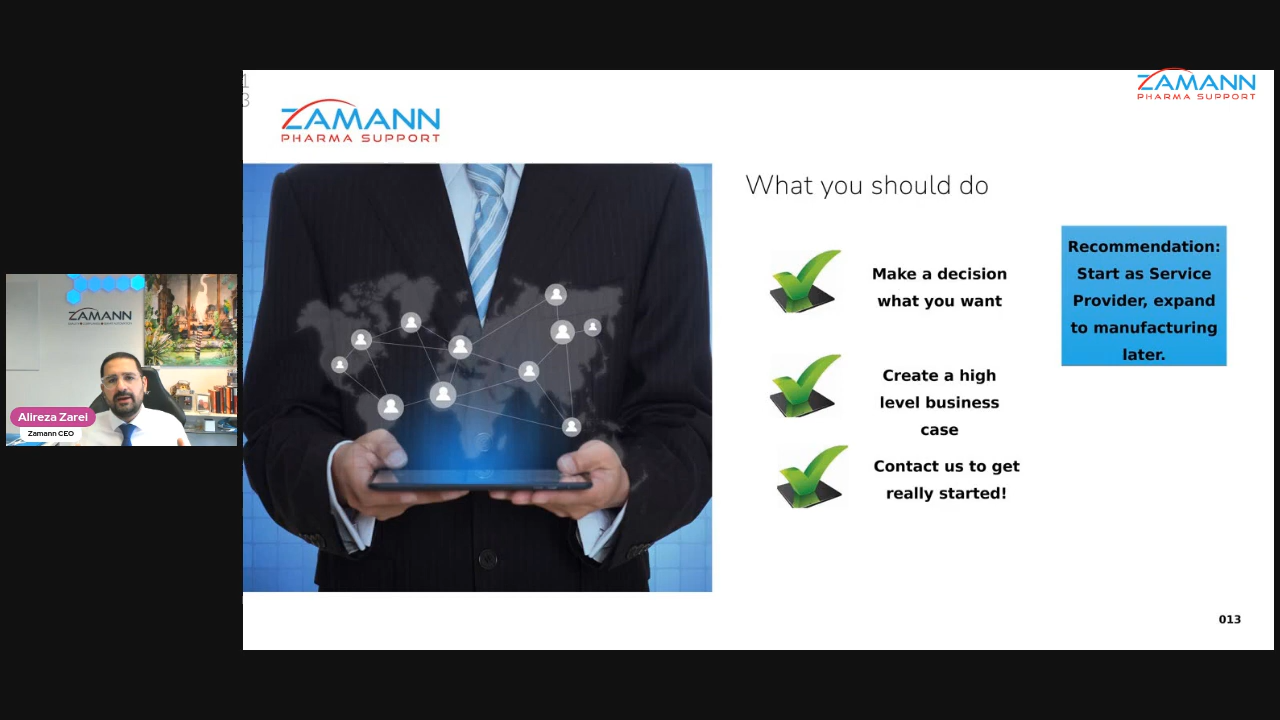 1
3
ZAMANN
PHARMA SUPPORT
ZAMANN
PHARMA SUPPORT
What you should do
Make a decision
what you want
Create a high
level business
case
Contact us to get
really started!
Recommendation:
Start as Service
Provider, expand
to manufacturing
later.
ZAMANN
Alireza Zarei
Zamann CEO
013